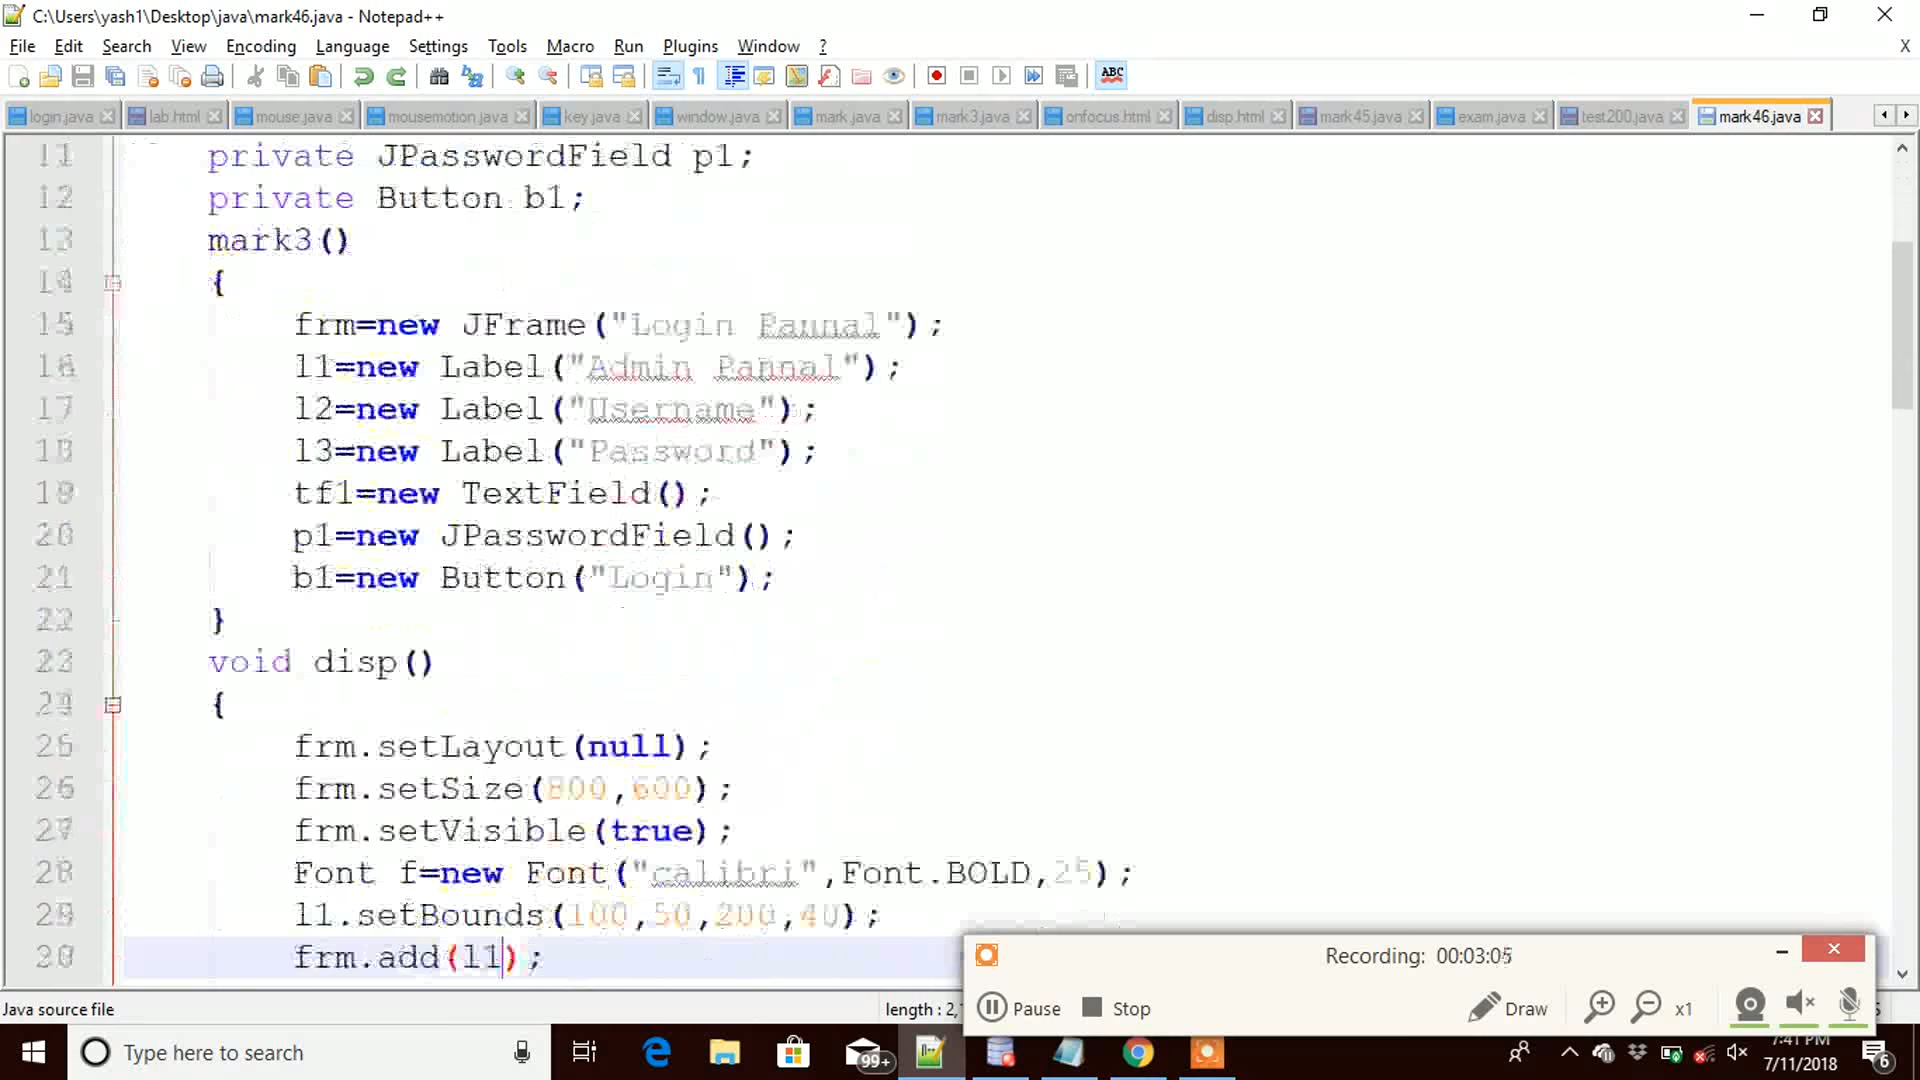 C:\Users\yash1\Desktop\java\mark46.java - Notepad++
File Edit Search View Encoding Language Settings Tools Macro Run Plugins Window ? X
ABC
login.java lab.html mouse.java mousemotion.java key.java window.java mark.java mark3.java onfocus.html disp.html mark45.java exam.java test200.java mark46.java
11 private JPasswordField p1;
12 private Button b1;
13 mark3()
14 {
15 frm=new JFrame("Login Pannal");
16 l1=new Label("Admin Pannal");
17 l2=new Label("Username");
18 l3=new Label("Password");
19 tf1=new TextField();
20 p1=new JPasswordField();
21 b1=new Button("Login");
22 }
23 void disp()
24 {
25 frm.setLayout(null);
26 frm.setSize(800,600);
27 frm.setVisible(true);
28 Font f=new Font("calibri",Font.BOLD,25);
29 l1.setBounds(100,50,200,40);
frm.add(l1);
Recording: 00:03:05
Pause Stop Draw x1
Java source file length : 2,
Type here to search
99+
7:41 PM
7/11/2018
6